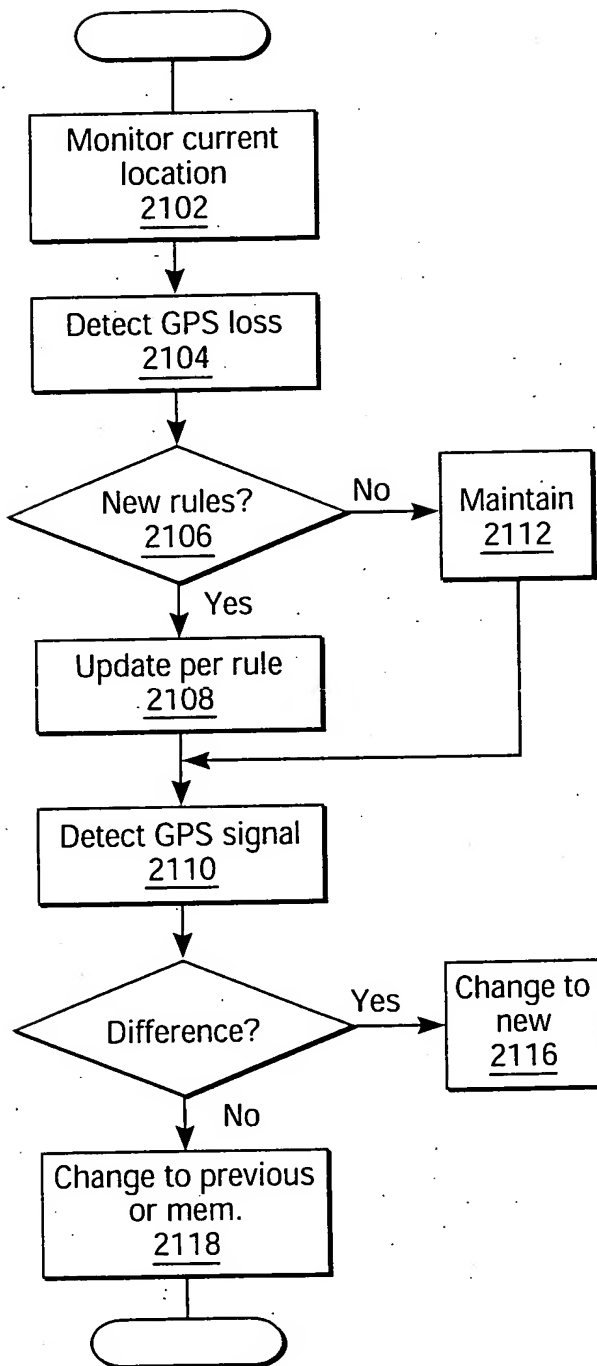 Monitor current
location
2102
Detect GPS loss
2104
New rules?
2106
No
Maintain
2112
Yes
Update per rule
2108
Detect GPS signal
2110
Difference?
Yes
Change to
new
2116
No
Change to previous
or mem.
2118